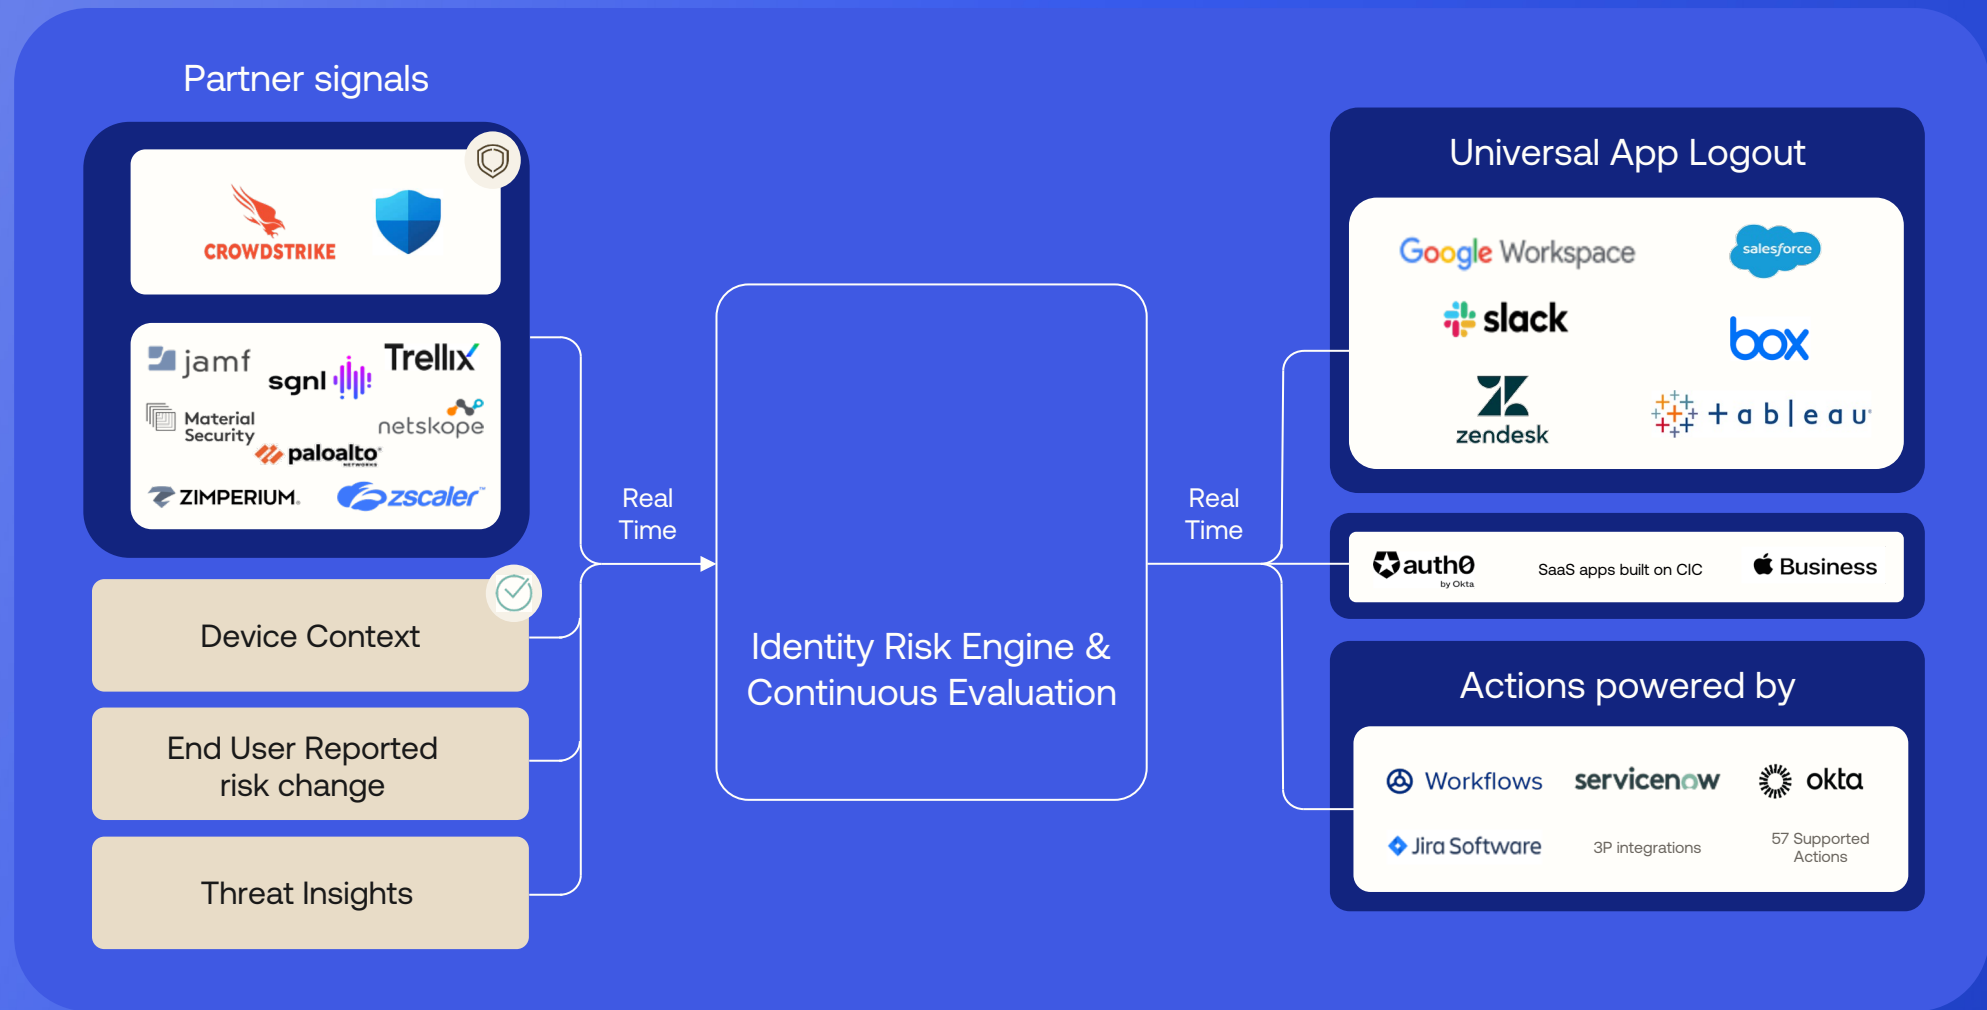 Partner signals
CROWDSTRIKE
jamf
sgnl
Trellix
Material
Security
netskope
paloalto
NETWORKS
ZIMPERIUM
zscaler™
Device Context
End User Reported
risk change
Threat Insights
Real
Time
Identity Risk Engine &
Continuous Evaluation
Real
Time
Universal App Logout
Google Workspace
salesforce
slack
box
zendesk
+ableau
auth0
by Okta
SaaS apps built on CIC
Business
Actions powered by
Workflows
servicenow
okta
Jira Software
3P integrations
57 Supported
Actions